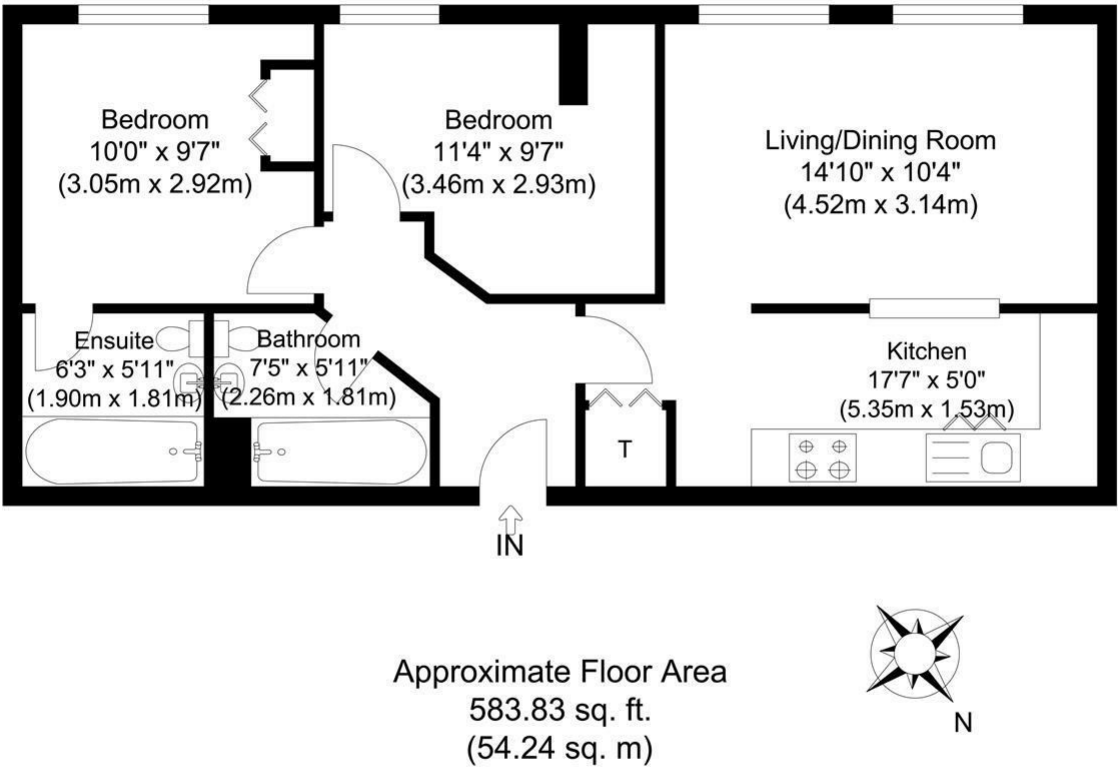 Bedroom
10'0" x 9'7"
(3.05m x 2.92m)
Bedroom
11'4" x 9'7"
(3.46m x 2.93m)
Living/Dining Room
14'10" x 10'4"
(4.52m x 3.14m)
Ensuite
6'3" x 5'11"
(1.90m x 1.81m)
Bathroom
7'5" x 5'11"
(2.26m x 1.81m)
Kitchen
17'7" x 5'0"
(5.35m x 1.53m)
T
IN
Approximate Floor Area
583.83 sq. ft.
(54.24 sq. m)
N